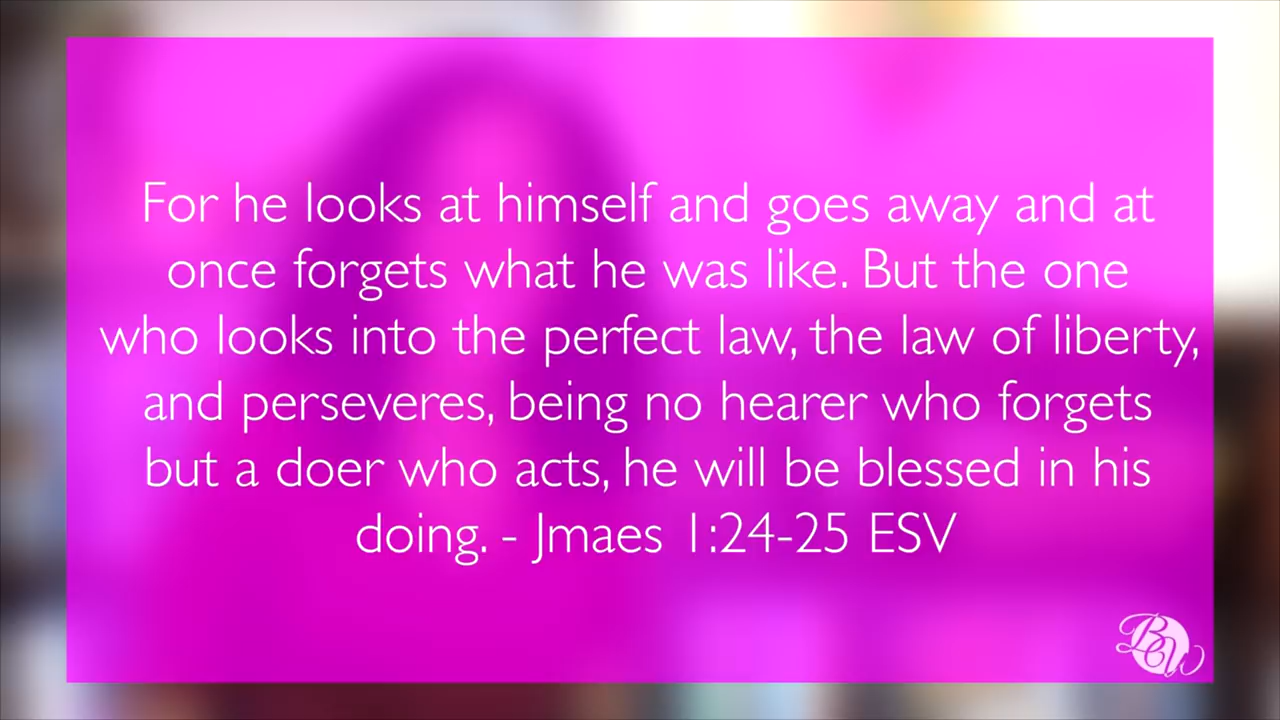 For he looks at himself and goes away and at
once forgets what he was like. But the one
who looks into the perfect law, the law of liberty,
and perseveres, being no hearer who forgets
but a doer who acts, he will be blessed in his
doing. - Jmaes 1:24-25 ESV
BCW